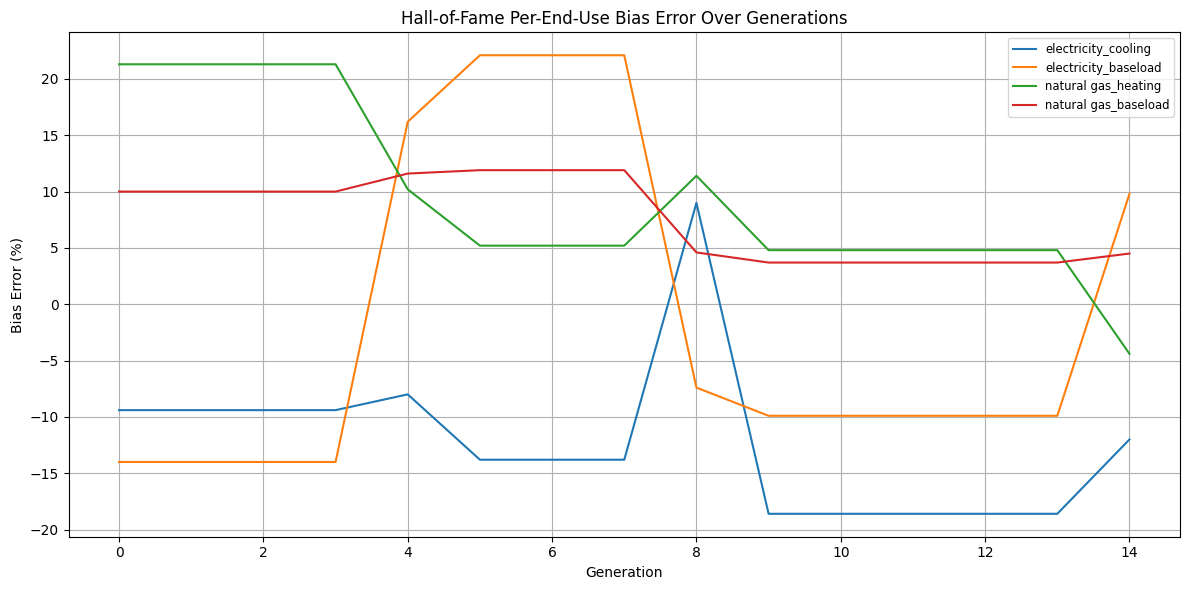 Hall-of-Fame Per-End-Use Bias Error Over Generations
electricity_cooling
electricity_baseload
natural gas_heating
natural gas_baseload
Bias Error (%)
20
15
10
5
0
−5
−10
−15
−20
0 2 4 6 8 10 12 14
Generation